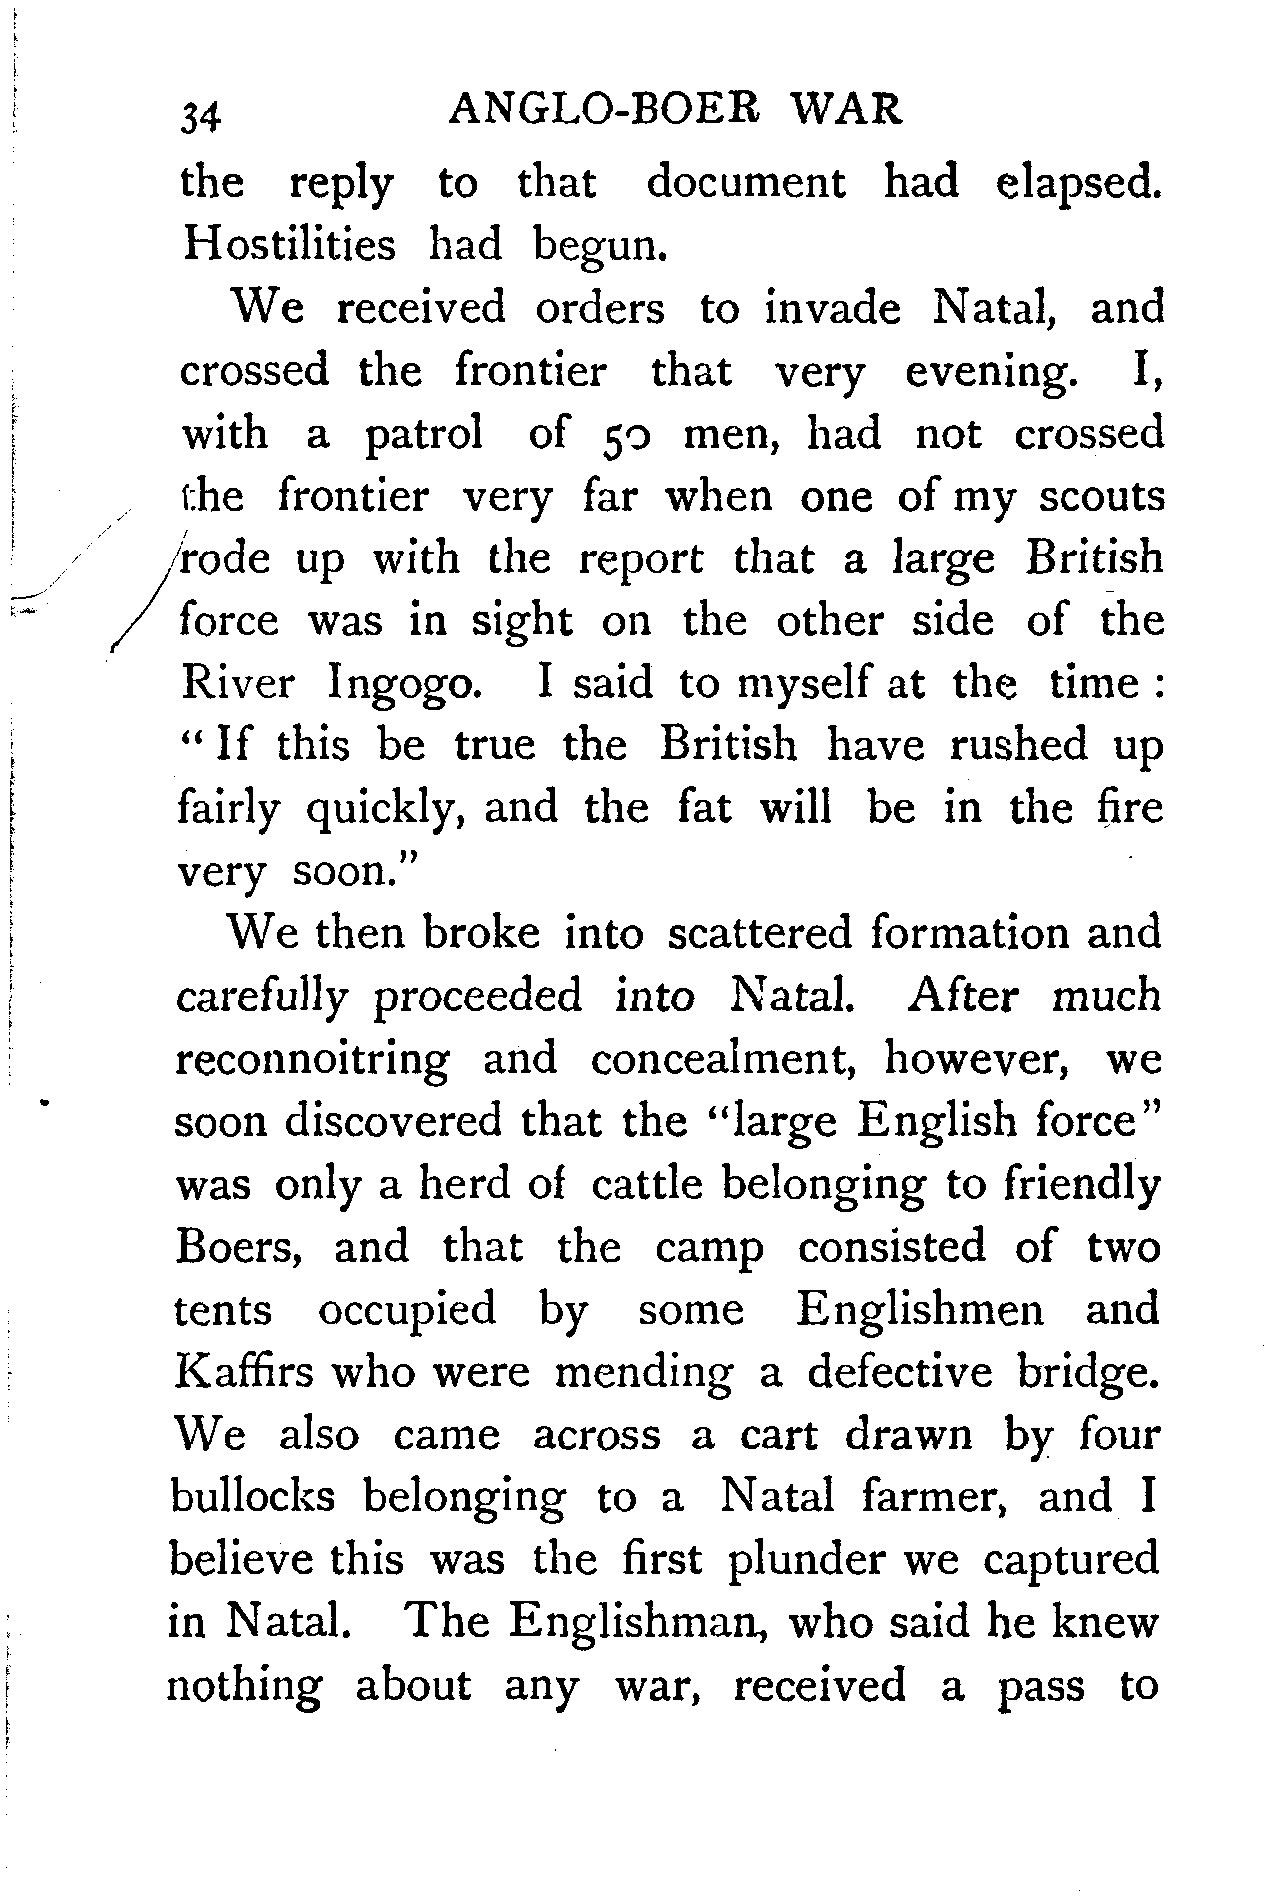 34 ANGLO-BOER WAR
the reply to that document had elapsed.
Hostilities had begun.
We received orders to invade Natal, and
crossed the frontier that very evening. I,
with a patrol of 50 men, had not crossed
the frontier very far when one of my scouts
rode up with the report that a large British
force was in sight on the other side of the
River Ingogo. I said to myself at the time :
“ If this be true the British have rushed up
fairly quickly, and the fat will be in the fire
very soon.”
We then broke into scattered formation and
carefully proceeded into Natal. After much
reconnoitring and concealment, however, we
soon discovered that the “large English force”
was only a herd of cattle belonging to friendly
Boers, and that the camp consisted of two
tents occupied by some Englishmen and
Kaffirs who were mending a defective bridge.
We also came across a cart drawn by four
bullocks belonging to a Natal farmer, and I
believe this was the first plunder we captured
in Natal. The Englishman, who said he knew
nothing about any war, received a pass to